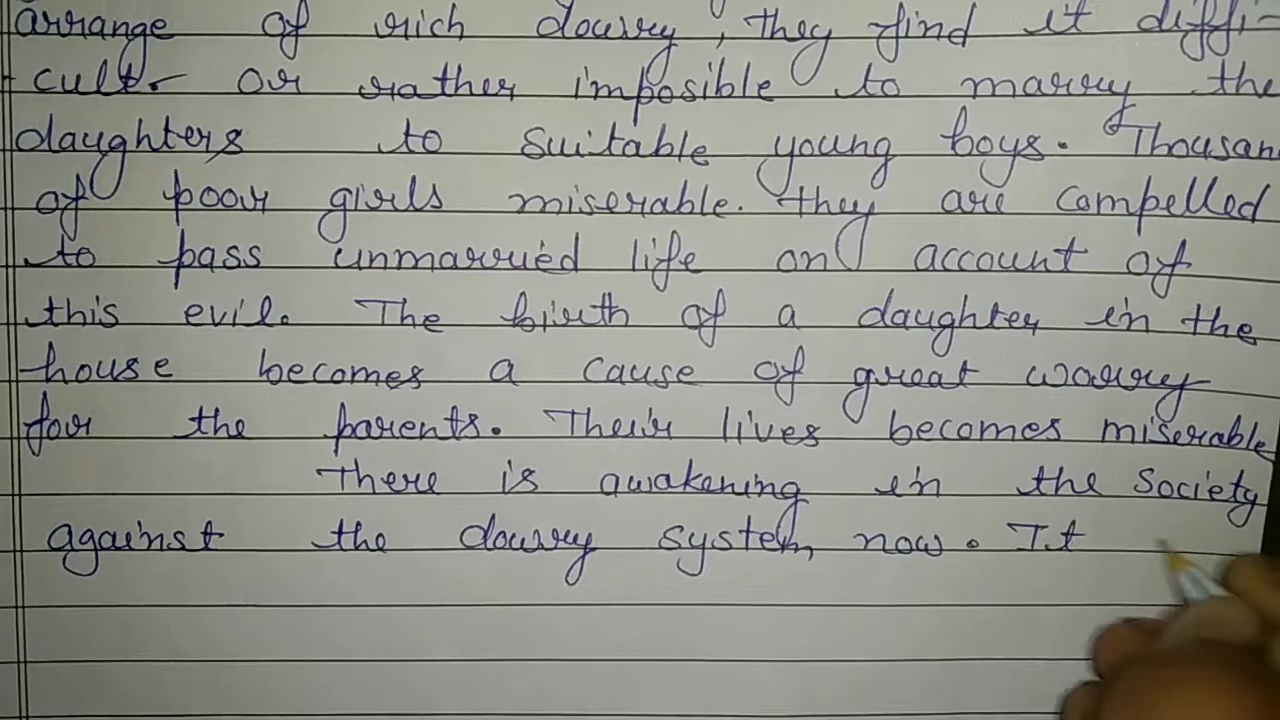 arrange of rich dowry, they find it diffi-
cult or rather imposible to marry the
daughters to suitable young boys. Thousan
of poor girls miserable. They are compelled
to pass unmarried life on account of
this evil. The birth of a daughter in the
house becomes a cause of great worry
for the parents. Their lives becomes miserable
There is awakening in the society
against the dowry system now. It